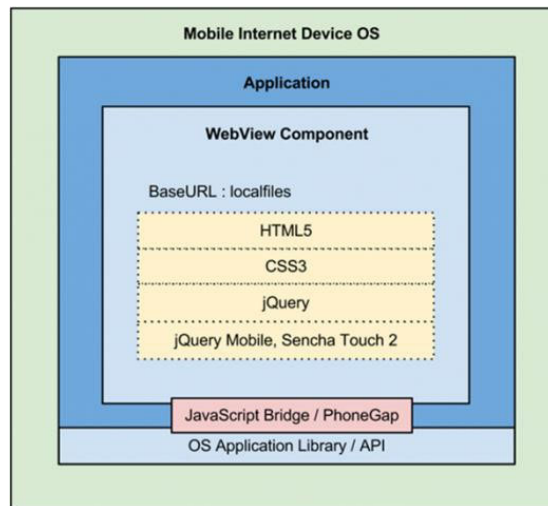 Mobile Internet Device OS
Application
WebView Component
BaseURL : localfiles
HTML5
CSS3
jQuery
jQuery Mobile, Sencha Touch 2
JavaScript Bridge / PhoneGap
OS Application Library / API